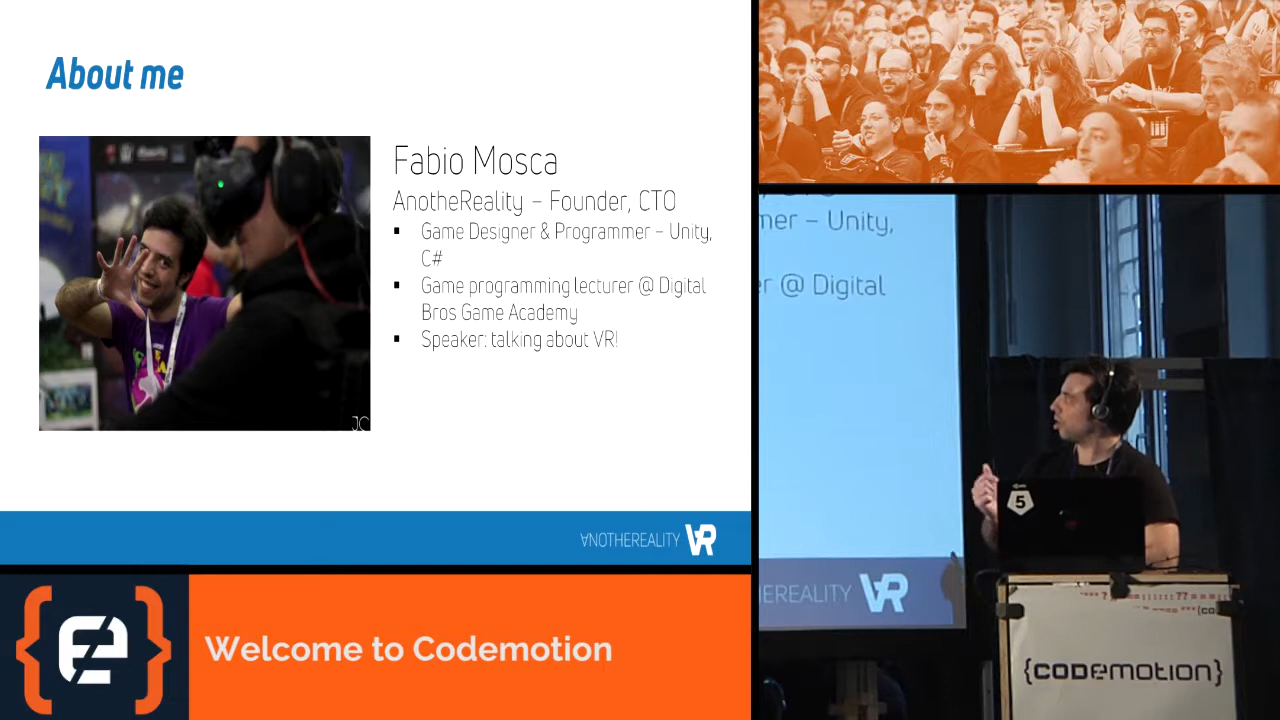 About me
Fabio Mosca
AnotheReality – Founder, CTO
▪ Game Designer & Programmer – Unity,
C#
▪ Game programming lecturer @ Digital
Bros Game Academy
▪ Speaker: talking about VR!
JC
ANOTHEREALITY VR
Welcome to Codemotion
mer – Unity,
r @ Digital
HEREALITY VR
5
{CODEMOTION}